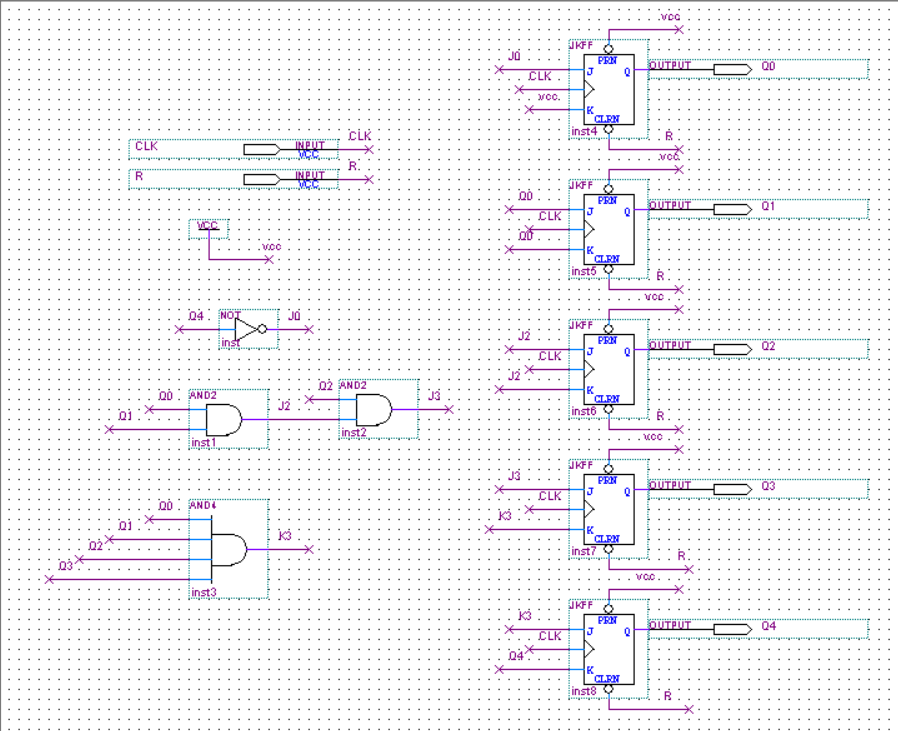 CLK INPUT VCC CLK
R INPUT VCC R
VCC vcc
Q4 NOT J0
inst
Q0 AND2 J2 Q2 AND2 J3
Q1
inst1 inst2
Q0 AND4
Q1
Q2 K3
Q3
inst3
vcc
J0 JKFF PRN OUTPUT Q0
CLK J Q
vcc K
CLRN
inst4 R
vcc
Q0 JKFF PRN OUTPUT Q1
CLK J Q
Q0 K
CLRN
inst5 R
vcc
J2 JKFF PRN OUTPUT Q2
CLK J Q
J2 K
CLRN
inst6 R
vcc
J3 JKFF PRN OUTPUT Q3
CLK J Q
K3 K
CLRN
inst7 R
vcc
K3 JKFF PRN OUTPUT Q4
CLK J Q
Q4 K
CLRN
inst8 R